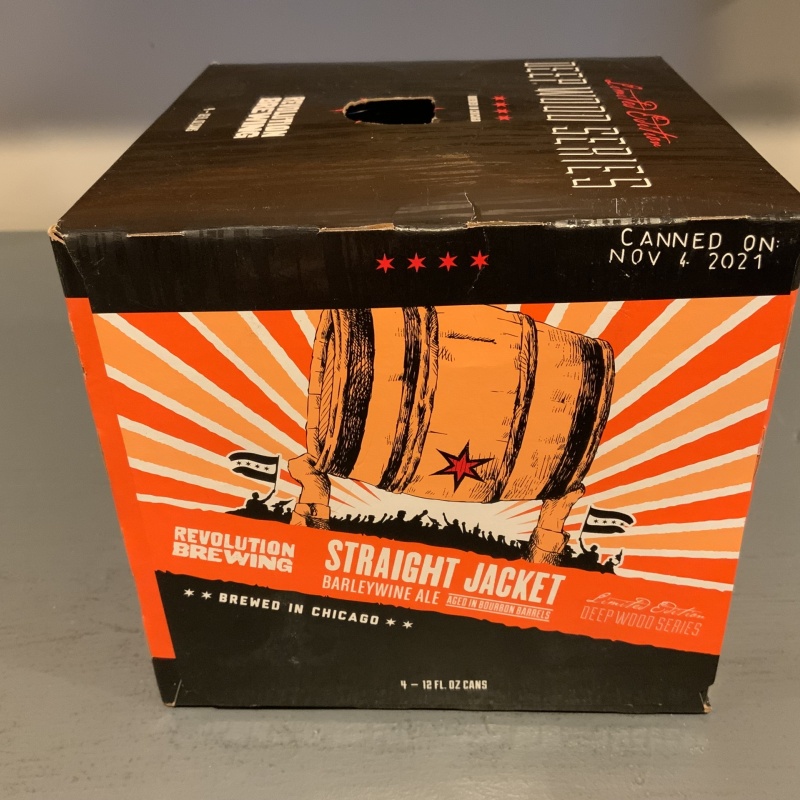 Limited Edition
DEEP WOOD SERIES
REVOLUTION
BREWING
CANNED ON:
NOV 4 2021
REVOLUTION
BREWING
STRAIGHT JACKET
BARLEYWINE ALE AGED IN BOURBON BARRELS
Limited Edition
DEEP WOOD SERIES
BREWED IN CHICAGO
4 – 12 FL. OZ CANS